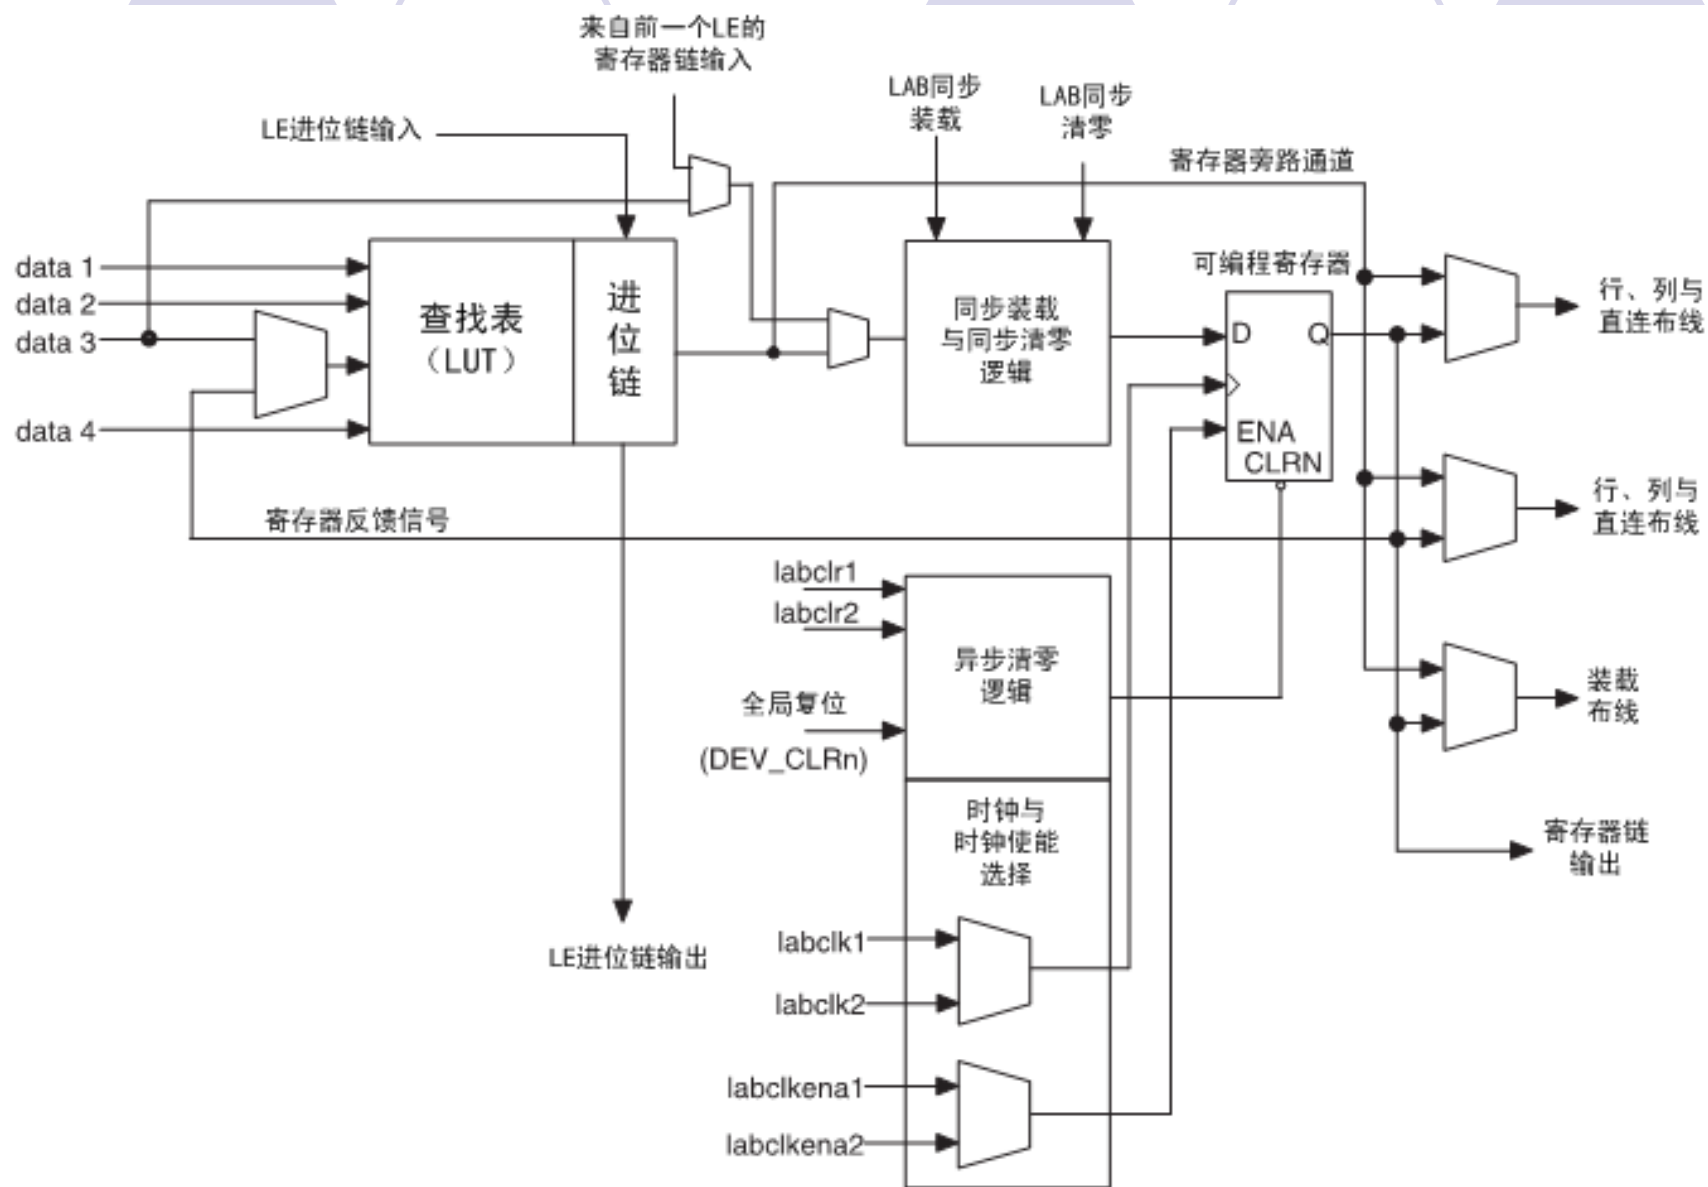 来自前一个LE的
寄存器链输入
LAB同步
装载
LAB同步
清零
LE进位链输入
寄存器旁路通道
data 1
data 2
data 3
data 4
查找表
（LUT）
进
位
链
同步装载
与同步清零
逻辑
可编程寄存器
D
Q
ENA
CLRN
行、列与
直连布线
行、列与
直连布线
寄存器反馈信号
labclr1
labclr2
异步清零
逻辑
全局复位
(DEV_CLRn)
装载
布线
时钟与
时钟使能
选择
寄存器链
输出
labclk1
LE进位链输出
labclk2
labclkena1
labclkena2